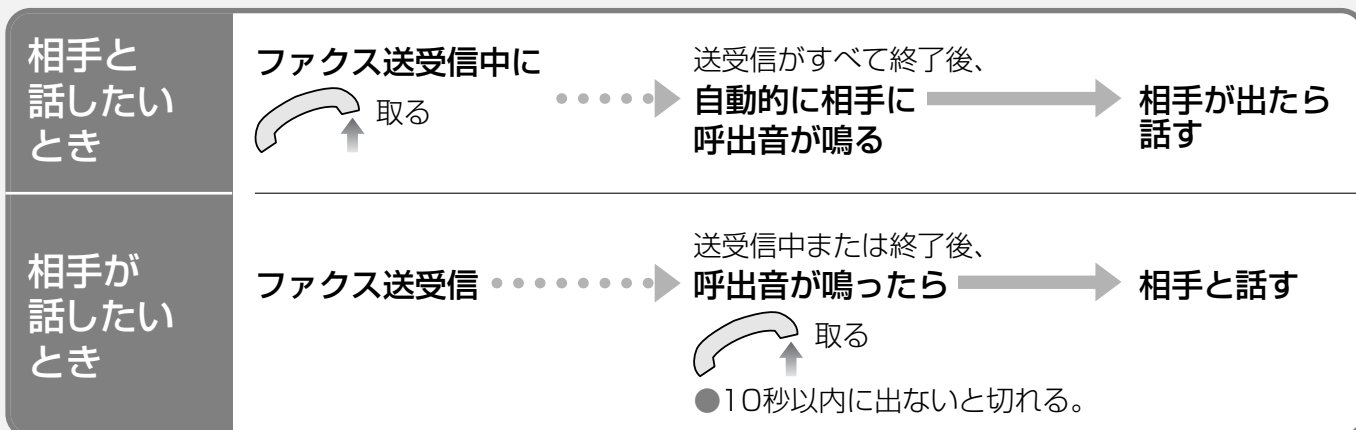 相手と
話したい
とき
ファクス送受信中に
取る
送受信がすべて終了後、
自動的に相手に
呼出音が鳴る
相手が出たら
話す
相手が
話したい
とき
ファクス送受信
送受信中または終了後、
呼出音が鳴ったら
取る
●10秒以内に出ないと切れる。
相手と話す